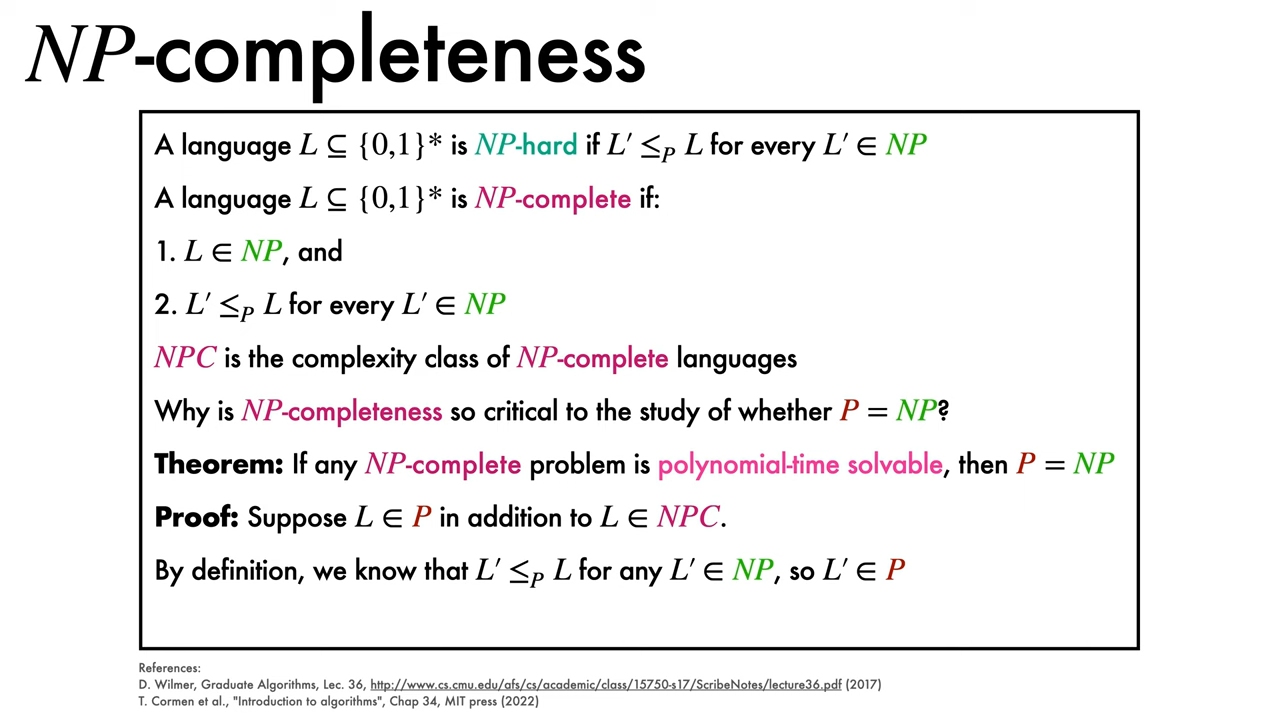 NP-completeness
A language L ⊆ {0,1}* is NP-hard if L′ ≤P L for every L′ ∈ NP
A language L ⊆ {0,1}* is NP-complete if:
1. L ∈ NP, and
2. L′ ≤P L for every L′ ∈ NP
NPC is the complexity class of NP-complete languages
Why is NP-completeness so critical to the study of whether P = NP?
Theorem: If any NP-complete problem is polynomial-time solvable, then P = NP
Proof: Suppose L ∈ P in addition to L ∈ NPC.
By definition, we know that L′ ≤P L for any L′ ∈ NP, so L′ ∈ P
References:
D. Wilmer, Graduate Algorithms, Lec. 36, http://www.cs.cmu.edu/afs/cs/academic/class/15750-s17/ScribeNotes/lecture36.pdf (2017)
T. Cormen et al., "Introduction to algorithms", Chap 34, MIT press (2022)